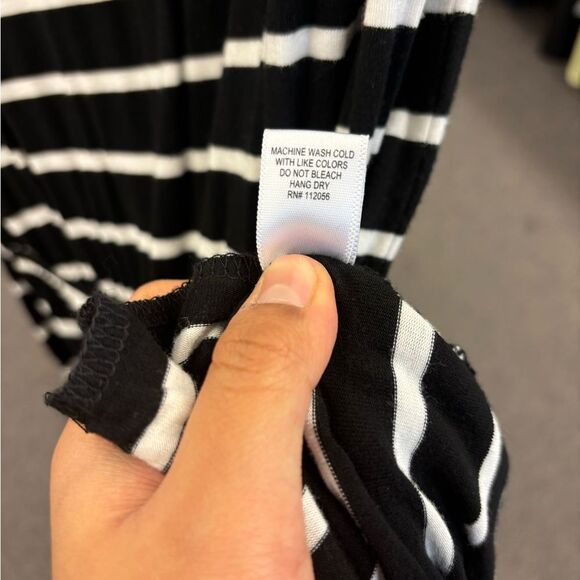 MACHINE WASH COLD
WITH LIKE COLORS
DO NOT BLEACH
HANG DRY
RN# 112056